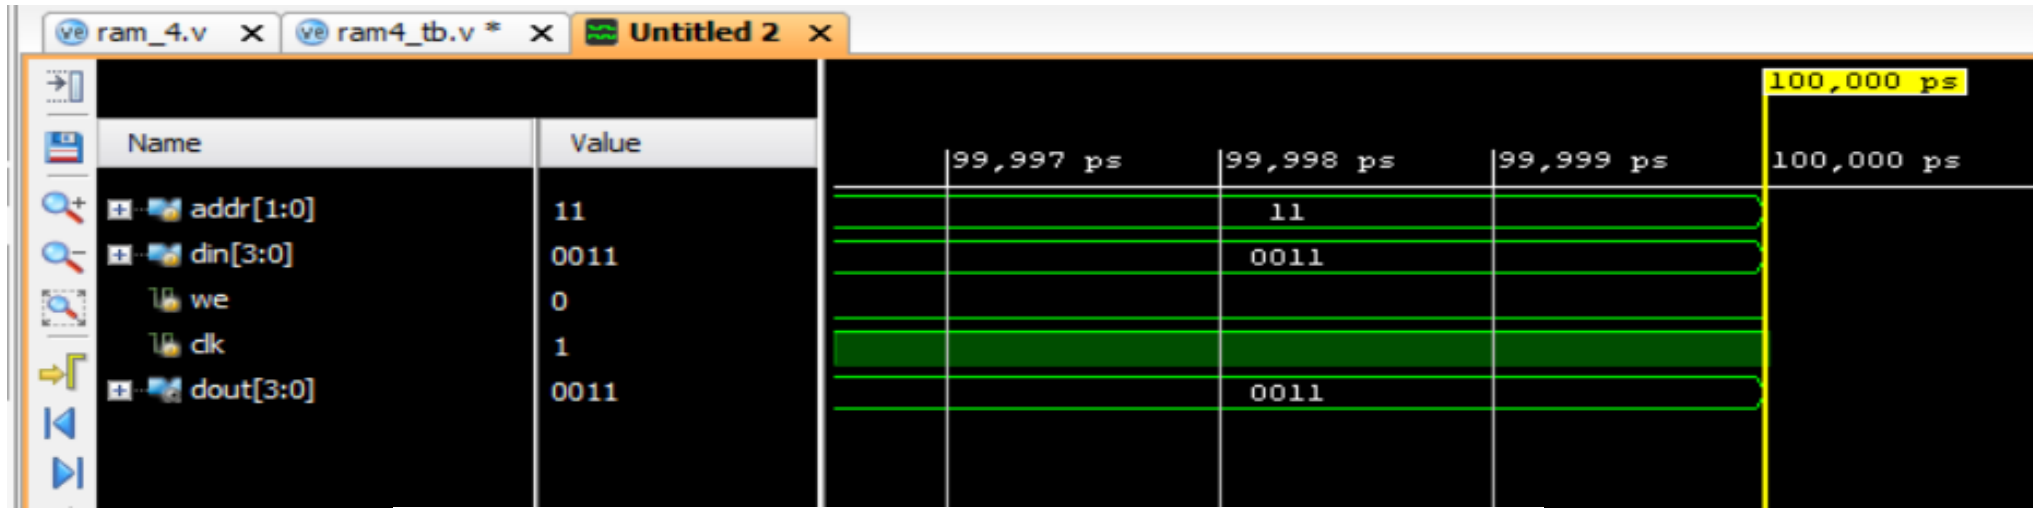 ram_4.v
ram4_tb.v *
Untitled 2
100,000 ps
Name Value
99,997 ps 99,998 ps 99,999 ps 100,000 ps
addr[1:0] 11 11
din[3:0] 0011 0011
we 0
clk 1
dout[3:0] 0011 0011